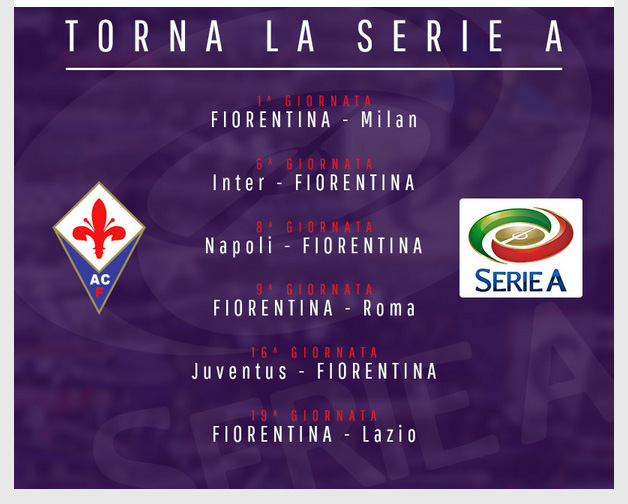 TORNA LA SERIE A
1ª GIORNATA
FIORENTINA - Milan
6ª GIORNATA
Inter - FIORENTINA
8ª GIORNATA
Napoli - FIORENTINA
9ª GIORNATA
FIORENTINA - Roma
16ª GIORNATA
Juventus - FIORENTINA
19ª GIORNATA
FIORENTINA - Lazio
AC
F
SERIE A
SERIE A